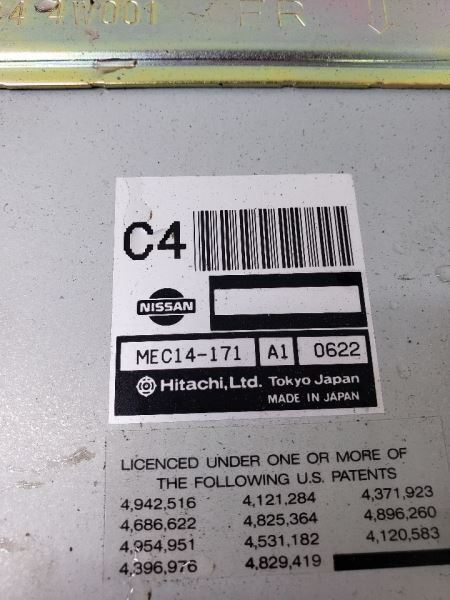 4W001 FR
C4
NISSAN
MEC14-171 A1 0622
Hitachi, Ltd. Tokyo Japan
MADE IN JAPAN
LICENCED UNDER ONE OR MORE OF
THE FOLLOWING U.S. PATENTS
4,942,516 4,121,284 4,371,923
4,686,622 4,825,364 4,896,260
4,954,951 4,531,182 4,120,583
4,396,976 4,829,419